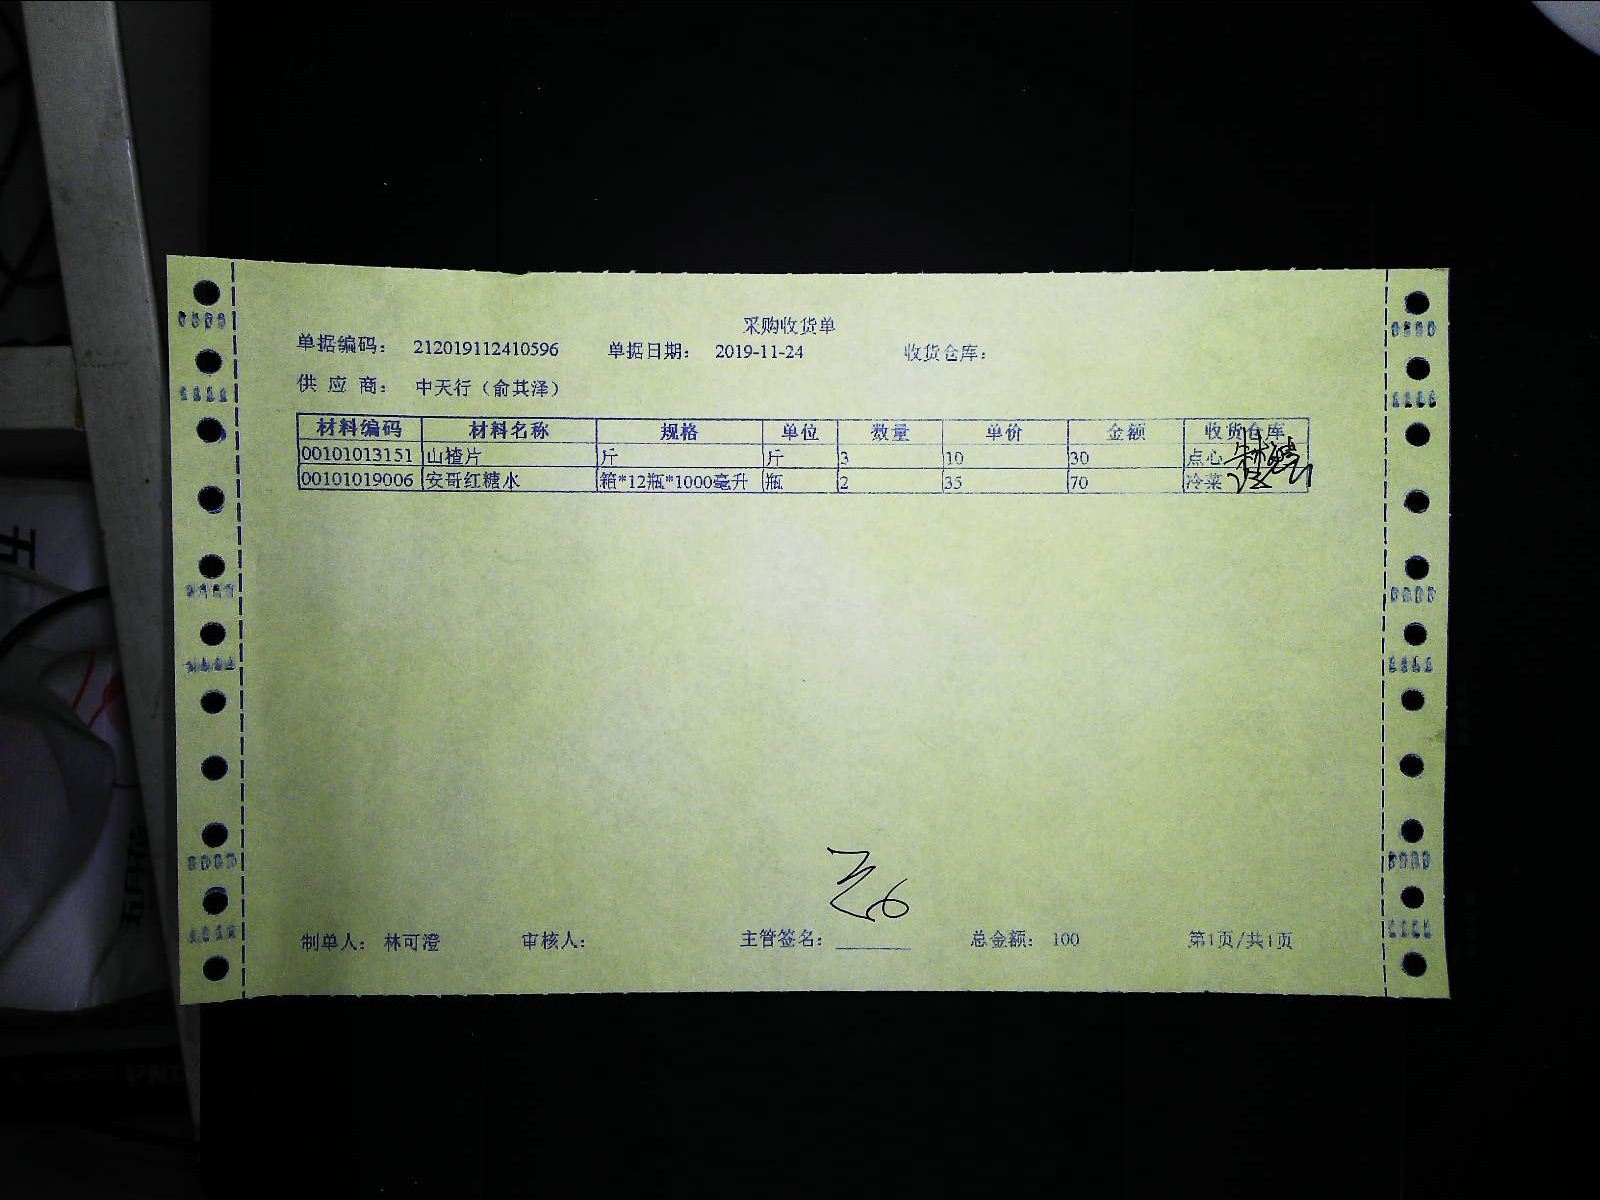 采购收货单
单据编码： 212019112410596 单据日期： 2019-11-24 收货仓库：
供 应 商： 中天行（俞其泽）
材料编码 材料名称 规格 单位 数量 单价 金额 收货仓库
00101013151 山楂片 斤 斤 3 10 30 点心
00101019006 安哥红糖水 箱*12瓶*1000毫升 瓶 2 35 70 冷菜
制单人： 林可澄 审核人： 主管签名： 总金额： 100 第1页/共1页